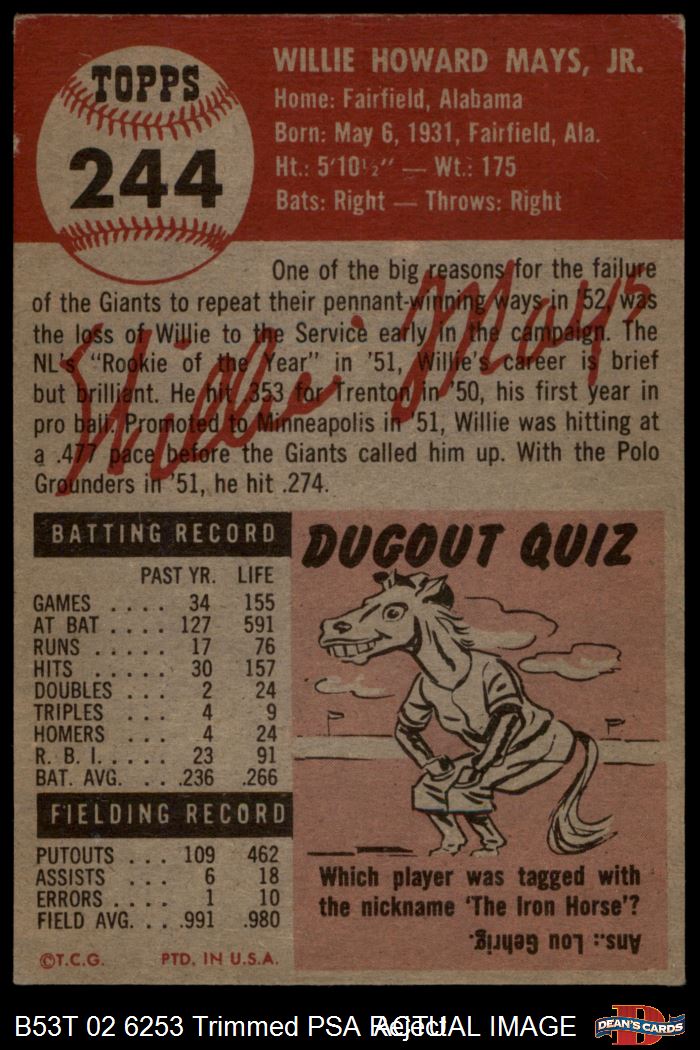 TOPPS
244
WILLIE HOWARD MAYS, JR.
Home: Fairfield, Alabama
Born: May 6, 1931, Fairfield, Ala.
Ht.: 5'10½" — Wt.: 175
Bats: Right — Throws: Right
One of the big reasons for the failure
of the Giants to repeat their pennant-winning ways in '52, was
the loss of Willie to the Service early in the campaign. The
NL's "Rookie of the Year" in '51, Willie's career is brief
but brilliant. He hit .353 for Trenton in '50, his first year in
pro ball. Promoted to Minneapolis in '51, Willie was hitting at
a .477 pace before the Giants called him up. With the Polo
Grounders in '51, he hit .274.
Willie Mays
BATTING RECORD
PAST YR. LIFE
GAMES .... 34 155
AT BAT .... 127 591
RUNS ..... 17 76
HITS ..... 30 157
DOUBLES ... 2 24
TRIPLES ... 4 9
HOMERS ... 4 24
R. B. I. .... 23 91
BAT. AVG. ... .236 .266
FIELDING RECORD
PUTOUTS ... 109 462
ASSISTS ... 6 18
ERRORS .... 1 10
FIELD AVG. ... .991 .980
©T.C.G. PTD. IN U.S.A.
DUGOUT QUIZ
Which player was tagged with
the nickname 'The Iron Horse'?
Ans.: Lou Gehrig.
B53T 02 6253 Trimmed PSA Reject ACTUAL IMAGE
DEAN'S CARDS